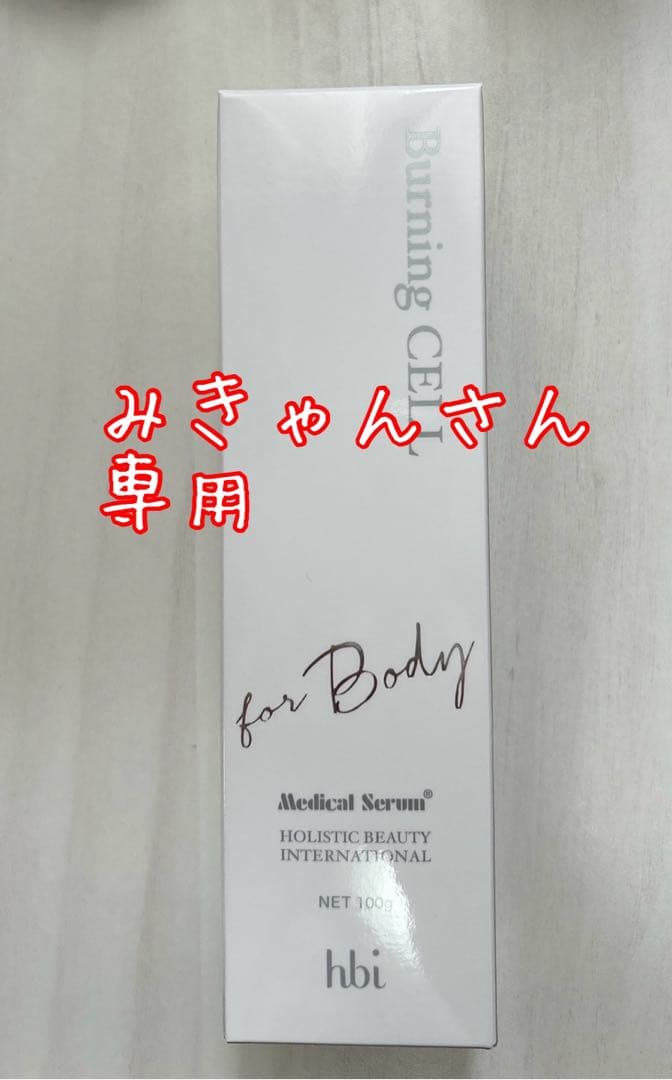 Burning CELL
みきゃんさん
専用
for Body
Medical Serum®
HOLISTIC BEAUTY
INTERNATIONAL
NET 100g
hbi